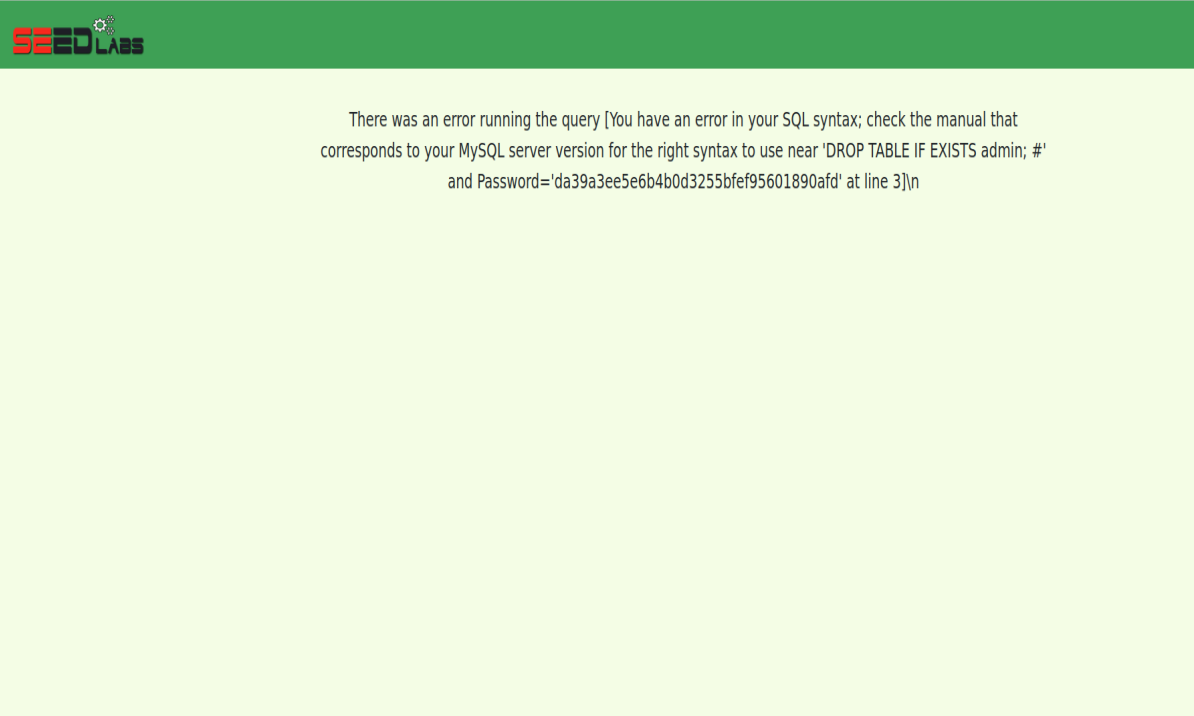 SEED LABS
There was an error running the query [You have an error in your SQL syntax; check the manual that
corresponds to your MySQL server version for the right syntax to use near 'DROP TABLE IF EXISTS admin; #'
and Password='da39a3ee5e6b4b0d3255bfef95601890afd' at line 3]\n